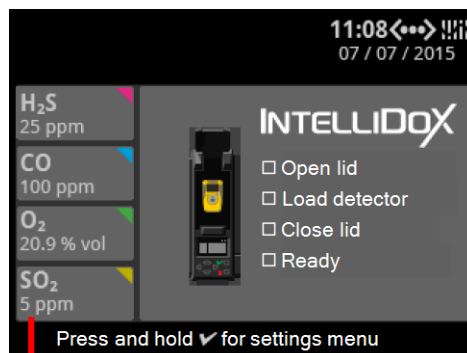 11:08
07 / 07 / 2015
H₂S
25 ppm
CO
100 ppm
O₂
20.9 % vol
SO₂
5 ppm
INTELLIDOX
Open lid
Load detector
Close lid
Ready
Press and hold ✔ for settings menu